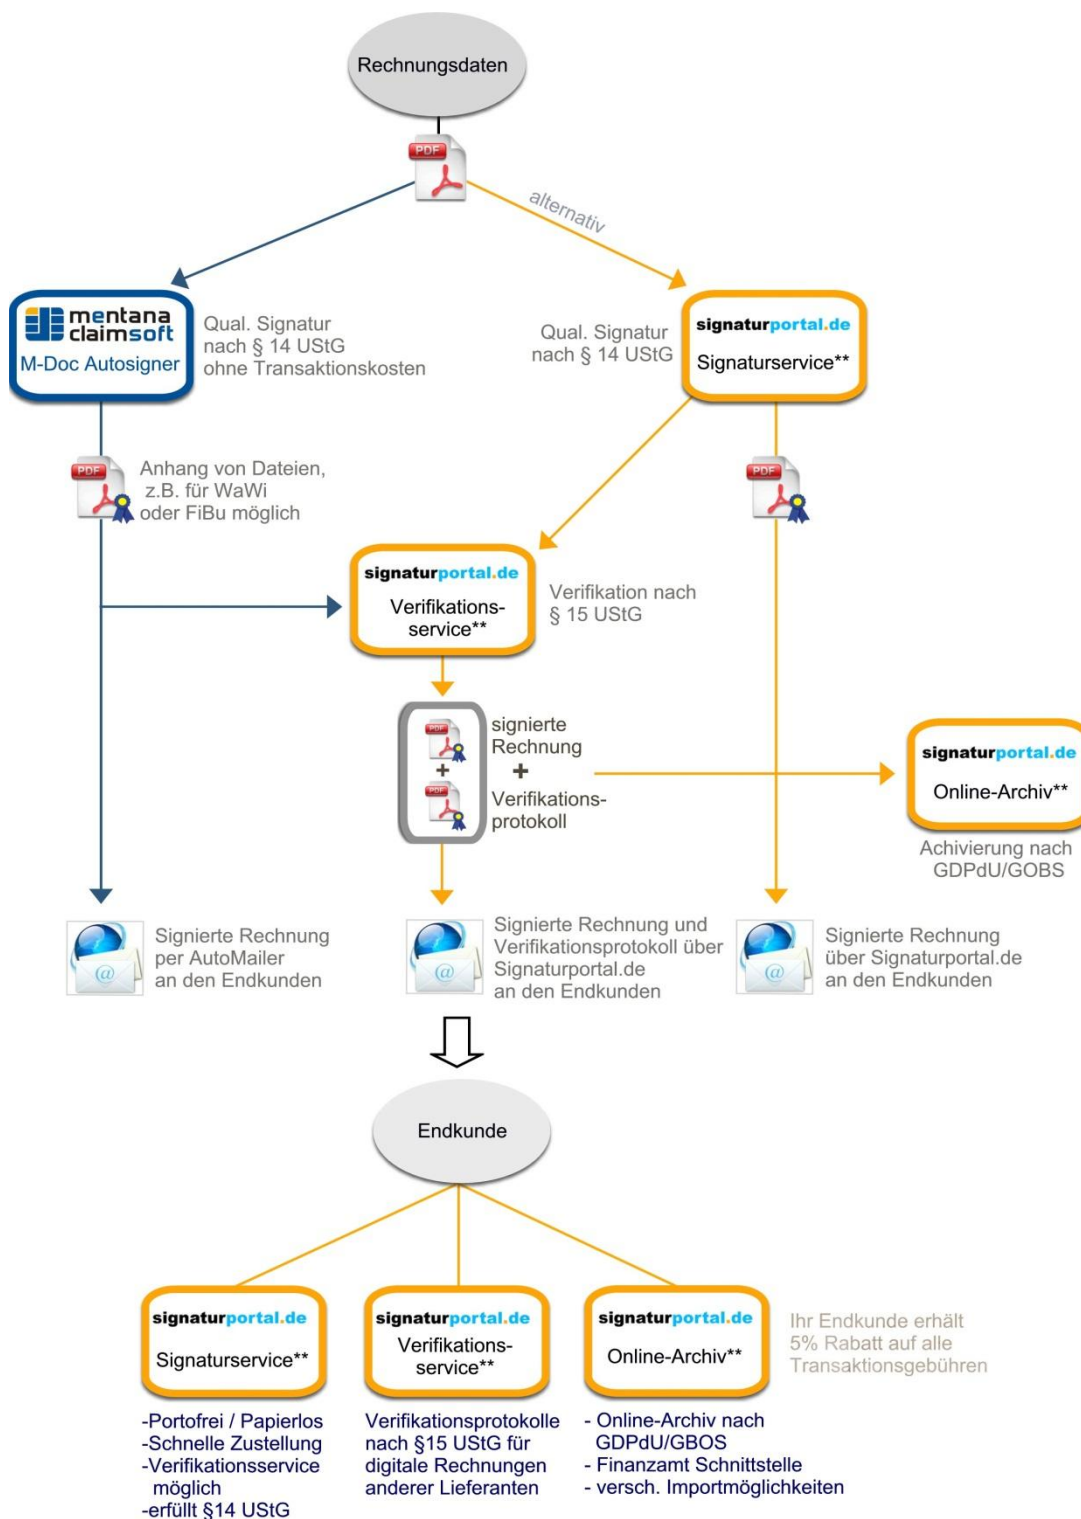 Rechnungsdaten
PDF
alternativ
mentana
claimsoft
M-Doc Autosigner
Qual. Signatur
nach § 14 UStG
ohne Transaktionskosten
Qual. Signatur
nach § 14 UStG
signaturportal.de
Signaturservice**
PDF
Anhang von Dateien,
z.B. für WaWi
oder FiBu möglich
PDF
signaturportal.de
Verifikations-
service**
Verifikation nach
§ 15 UStG
PDF
+
PDF
signierte
Rechnung
+
Verifikations-
protokoll
signaturportal.de
Online-Archiv**
Achivierung nach
GDPdU/GOBS
@
Signierte Rechnung
per AutoMailer
an den Endkunden
@
Signierte Rechnung und
Verifikationsprotokoll über
Signaturportal.de
an den Endkunden
@
Signierte Rechnung
über Signaturportal.de
an den Endkunden
Endkunde
signaturportal.de
Signaturservice**
signaturportal.de
Verifikations-
service**
signaturportal.de
Online-Archiv**
Ihr Endkunde erhält
5% Rabatt auf alle
Transaktionsgebühren
-Portofrei / Papierlos
-Schnelle Zustellung
-Verifikationsservice
möglich
-erfüllt §14 UStG
Verifikationsprotokolle
nach §15 UStG für
digitale Rechnungen
anderer Lieferanten
- Online-Archiv nach
GDPdU/GBOS
- Finanzamt Schnittstelle
- versch. Importmöglichkeiten